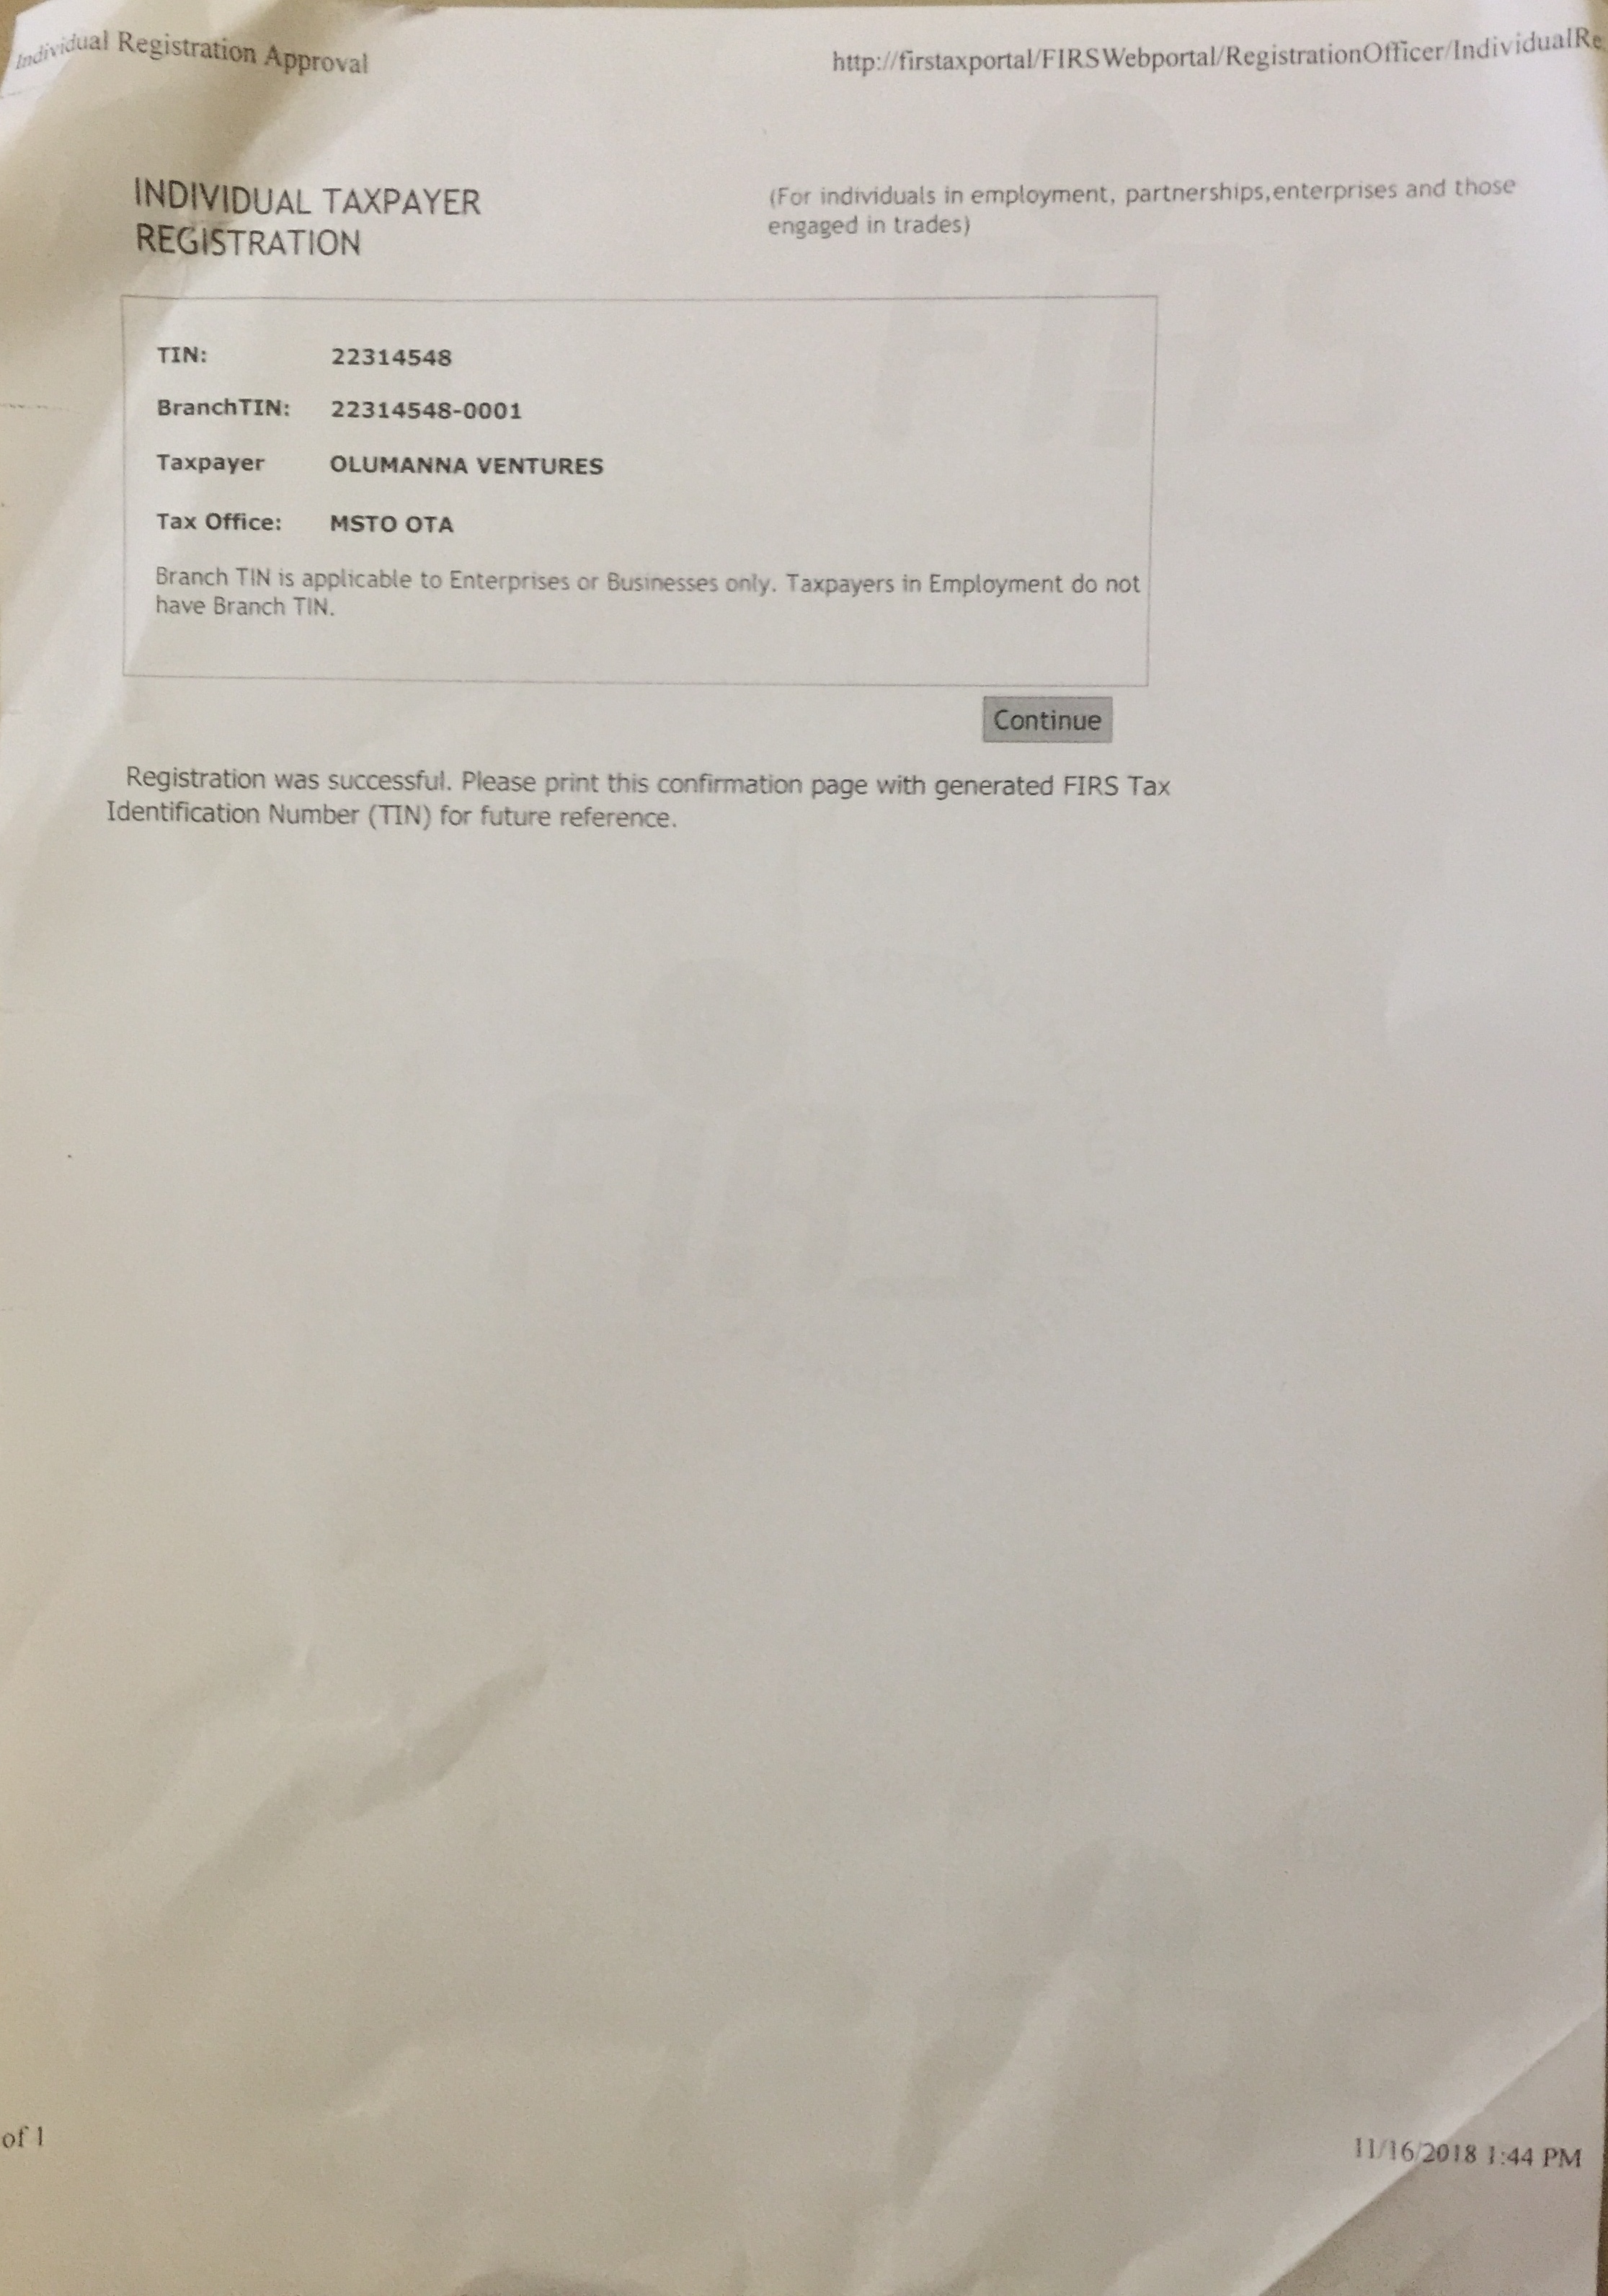 Individual Registration Approval
http://firstaxportal/FIRSWebportal/RegistrationOfficer/IndividualRe
INDIVIDUAL TAXPAYER
REGISTRATION
(For individuals in employment, partnerships,enterprises and those
engaged in trades)
TIN: 22314548
BranchTIN: 22314548-0001
Taxpayer OLUMANNA VENTURES
Tax Office: MSTO OTA
Branch TIN is applicable to Enterprises or Businesses only. Taxpayers in Employment do not
have Branch TIN.
Continue
Registration was successful. Please print this confirmation page with generated FIRS Tax
Identification Number (TIN) for future reference.
FIRS
of 1
11/16/2018 1:44 PM